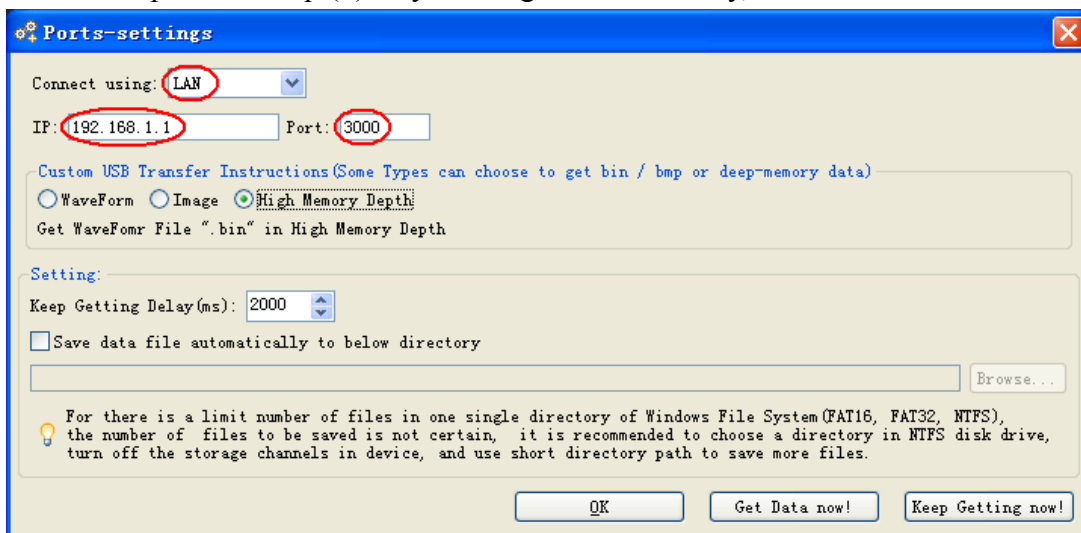 Ports-settings
Connect using: LAN
IP: 192.168.1.1 Port: 3000
Custom USB Transfer Instructions(Some Types can choose to get bin / bmp or deep-memory data)
WaveForm Image High Memory Depth
Get WaveFomr File ".bin" in High Memory Depth
Setting:
Keep Getting Delay(ms): 2000
Save data file automatically to below directory
Browse...
For there is a limit number of files in one single directory of Windows File System(FAT16, FAT32, NTFS),
the number of files to be saved is not certain, it is recommended to choose a directory in NTFS disk drive,
turn off the storage channels in device, and use short directory path to save more files.
OK Get Data now! Keep Getting now!